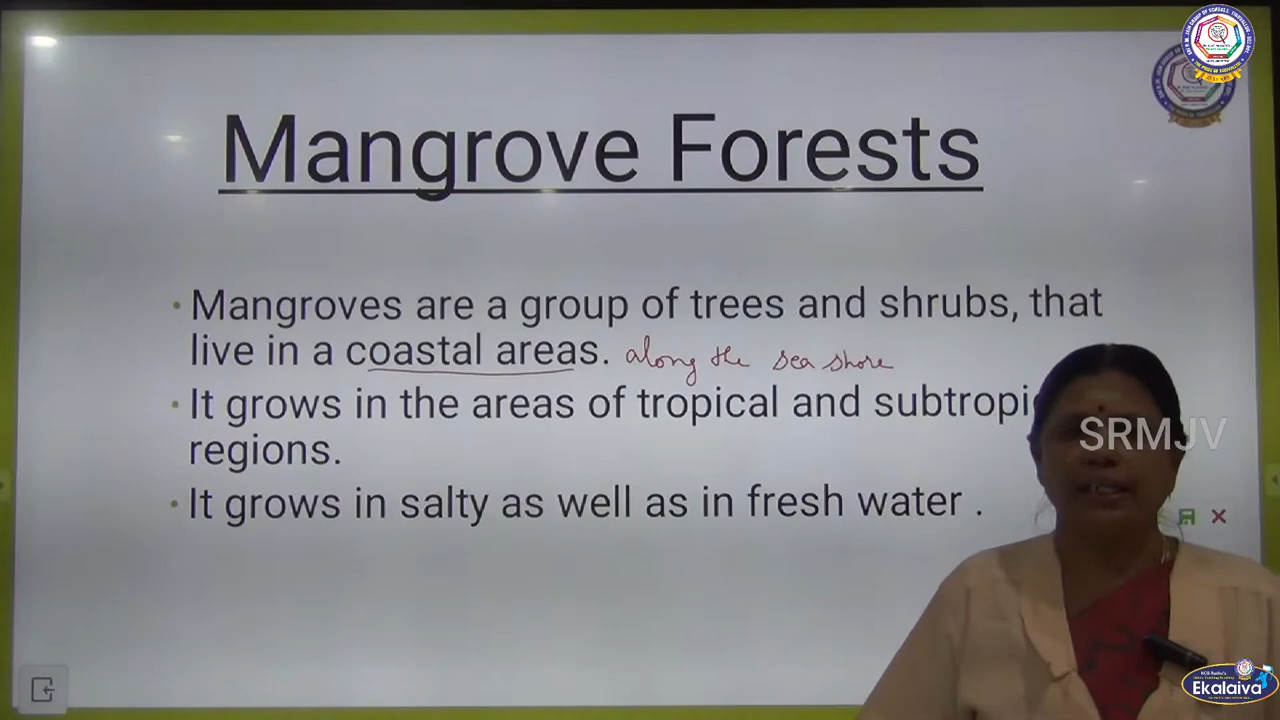 Mangrove Forests
• Mangroves are a group of trees and shrubs, that
live in a coastal areas. along the sea shore
• It grows in the areas of tropical and
regions.
• It grows in salty as well as in fresh water .
SRMJV
Ekalaiva